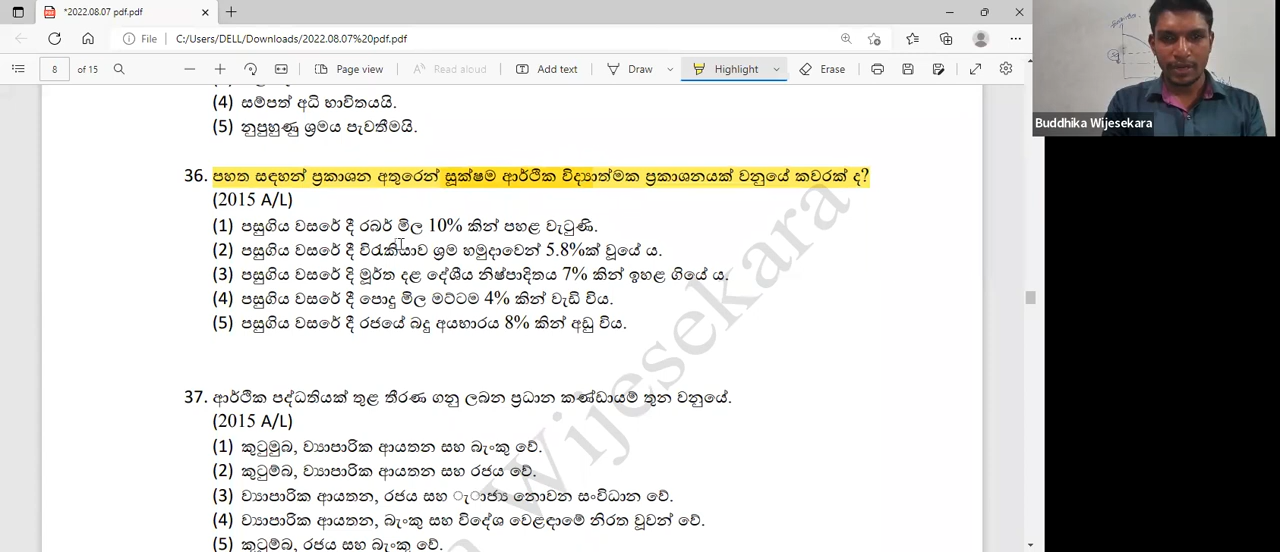 *2022.08.07 pdf.pdf
File C:/Users/DELL/Downloads/2022.08.07%20pdf.pdf
8 of 15 Page view Read aloud Add text Draw Highlight Erase
Buddhika Wijesekara
(4) සම්පත් අධි භාවිතයයි.
(5) නුපුහුණු ශ්‍රමය පැවතීමයි.
36. පහත සඳහන් ප්‍රකාශන අතුරෙන් සූක්ෂම ආර්ථික විද්‍යාත්මක ප්‍රකාශනයක් වනුයේ කවරක් ද?
(2015 A/L)
(1) පසුගිය වසරේ දී රබර් මිල 10% කින් පහළ වැටුණි.
(2) පසුගිය වසරේ දී විරැකියාව ශ්‍රම හමුදාවෙන් 5.8%ක් වූයේ ය.
(3) පසුගිය වසරේ දි මූර්ත දළ දේශීය නිෂ්පාදිතය 7% කින් ඉහළ ගියේ ය.
(4) පසුගිය වසරේ දී පොදු මිල මට්ටම 4% කින් වැඩි විය.
(5) පසුගිය වසරේ දී රජයේ බදු අයභාරය 8% කින් අඩු විය.
37. ආර්ථික පද්ධතියක් තුළ තීරණ ගනු ලබන ප්‍රධාන කණ්ඩායම් තුන වනුයේ.
(2015 A/L)
(1) කුටුමුබ, ව්‍යාපාරික ආයතන සහ බැංකු වේ.
(2) කුටුම්බ, ව්‍යාපාරික ආයතන සහ රජය වේ.
(3) ව්‍යාපාරික ආයතන, රජය සහ නොවන සංවිධාන වේ.
(4) ව්‍යාපාරික ආයතන, බැංකු සහ විදේශ වෙළඳාමේ නිරත වූවන් වේ.
(5) කුටුම්බ, රජය සහ බැංකු වේ.
Wijesekara